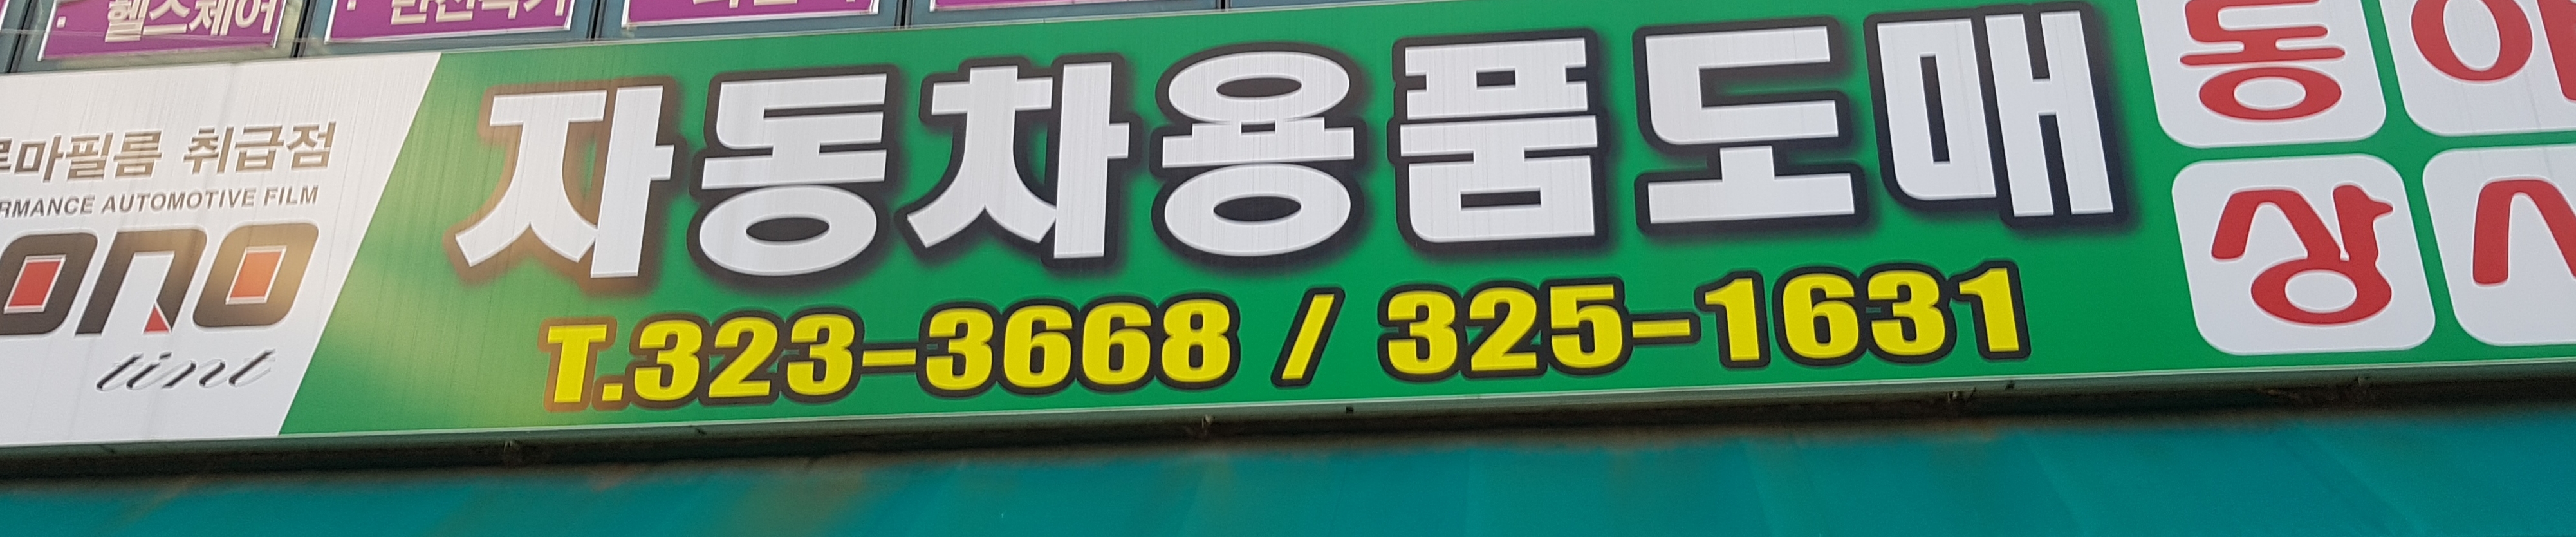 헬스케어
루마필름 취급점
RMANCE AUTOMOTIVE FILM
ono
tint
자동차용품도매
T.323-3668 / 325-1631
동
상